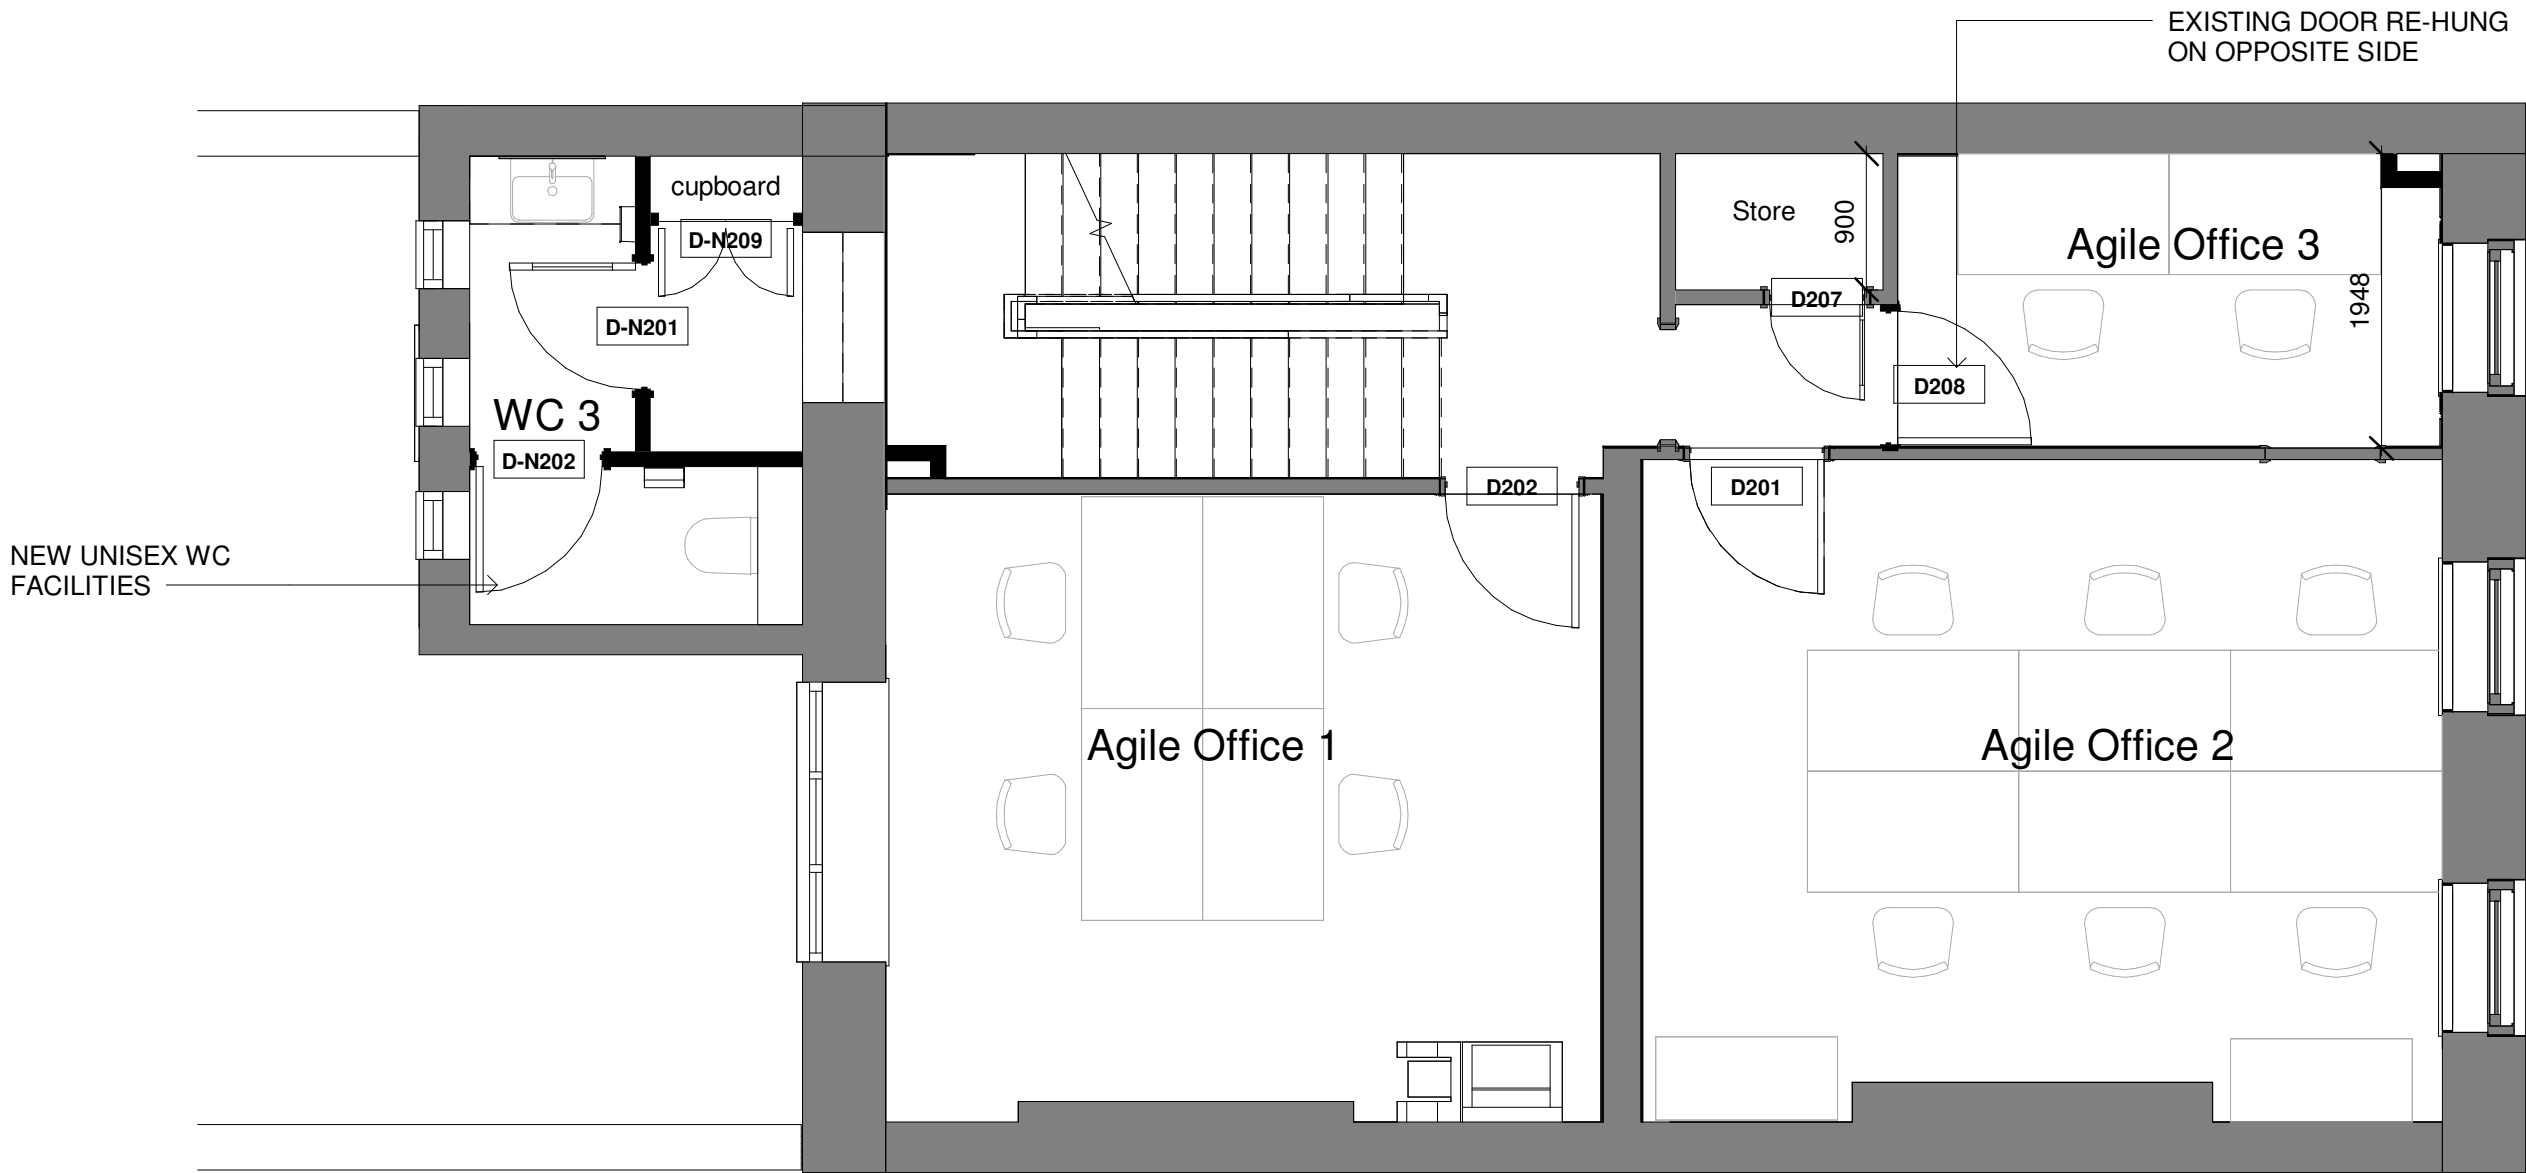 EXISTING DOOR RE-HUNG
ON OPPOSITE SIDE
cupboard
Store
900
D-N209
Agile Office 3
1948
D207
D-N201
D208
WC 3
D-N202
D202
D201
NEW UNISEX WC
FACILITIES
Agile Office 1
Agile Office 2